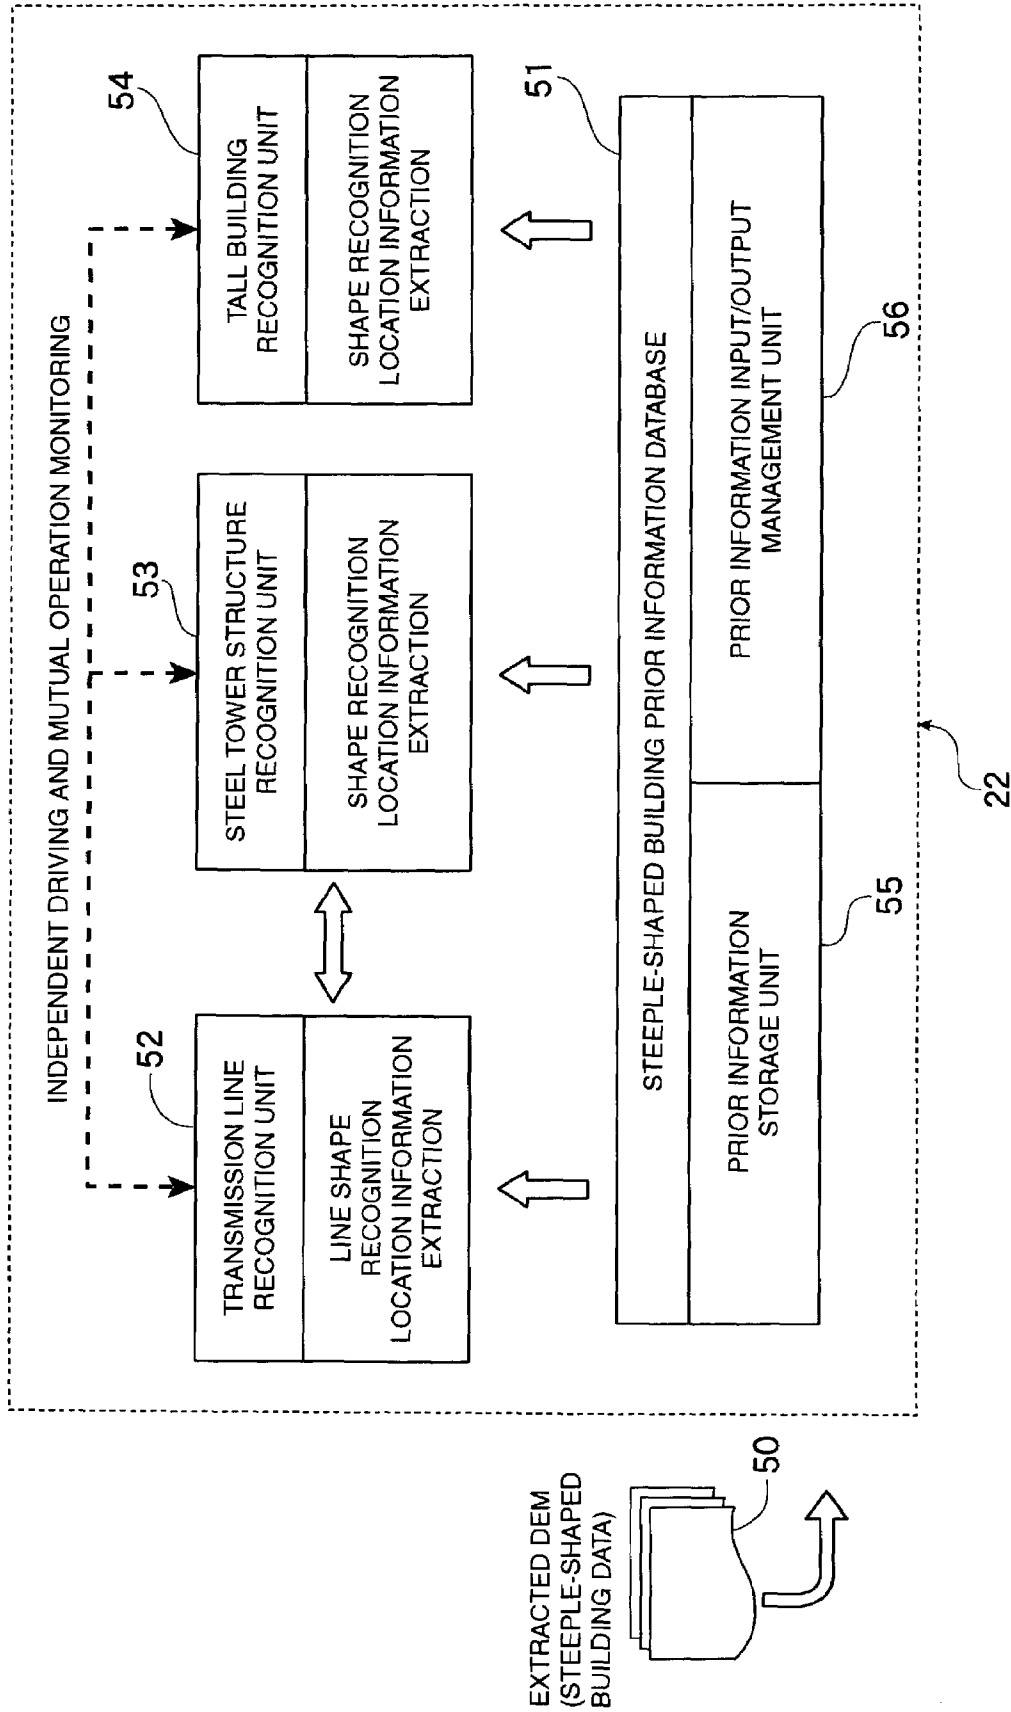 INDEPENDENT DRIVING AND MUTUAL OPERATION MONITORING
52
TRANSMISSION LINE
RECOGNITION UNIT
LINE SHAPE
RECOGNITION
LOCATION INFORMATION
EXTRACTION
53
STEEL TOWER STRUCTURE
RECOGNITION UNIT
SHAPE RECOGNITION
LOCATION INFORMATION
EXTRACTION
54
TALL BUILDING
RECOGNITION UNIT
SHAPE RECOGNITION
LOCATION INFORMATION
EXTRACTION
EXTRACTED DEM
(STEEPLE-SHAPED
BUILDING DATA)
50
51
STEEPLE-SHAPED BUILDING PRIOR INFORMATION DATABASE
PRIOR INFORMATION
STORAGE UNIT
55
PRIOR INFORMATION INPUT/OUTPUT
MANAGEMENT UNIT
56
22